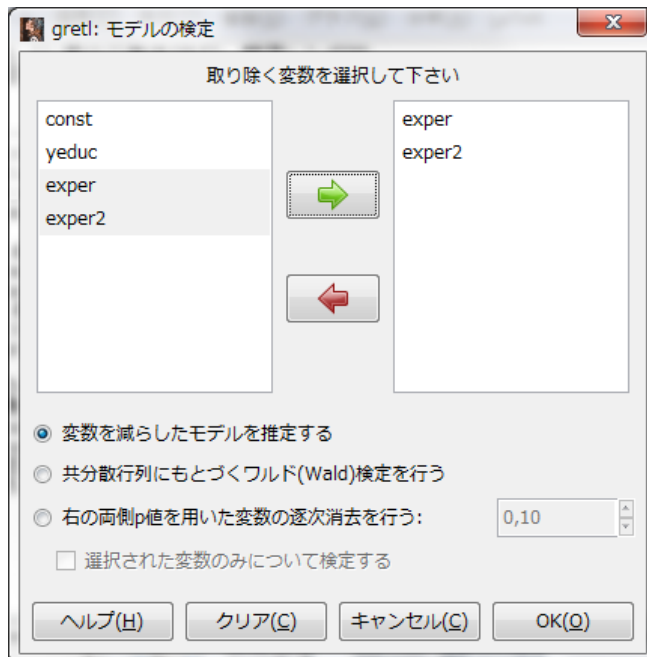 gretl: モデルの検定
取り除く変数を選択して下さい
const
yeduc
exper
exper2
exper
exper2
変数を減らしたモデルを推定する
共分散行列にもとづくワルド(Wald)検定を行う
右の両側p値を用いた変数の逐次消去を行う: 0,10
選択された変数のみについて検定する
ヘルプ(H) クリア(C) キャンセル(C) OK(O)